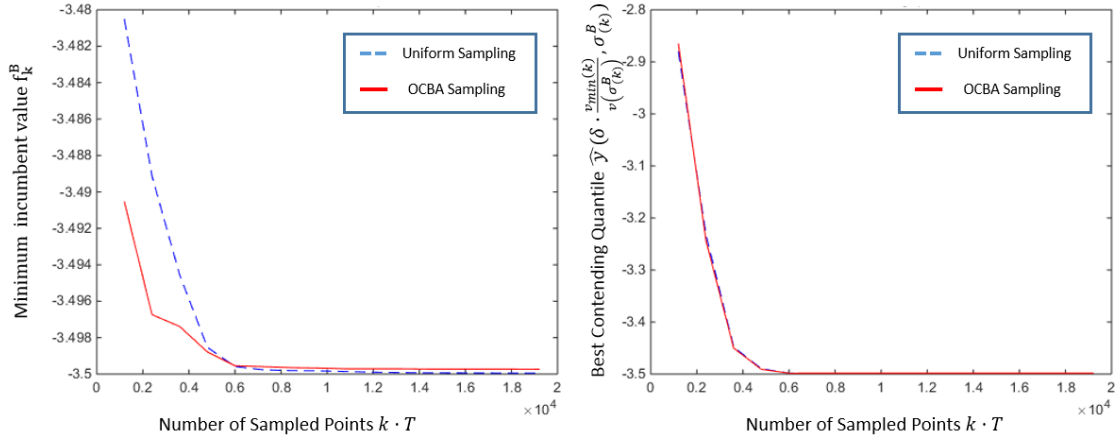 Minimum incumbent value f_k^B
-3.48
-3.482
-3.484
-3.486
-3.488
-3.49
-3.492
-3.494
-3.496
-3.498
-3.5
Uniform Sampling
OCBA Sampling
0 0.2 0.4 0.6 0.8 1 1.2 1.4 1.6 1.8 2
×10^4
Number of Sampled Points k · T
Best Contending Quantile ŷ (δ · v_min(k) / v(σ_(k)^B), σ_(k)^B)
-2.8
-2.9
-3
-3.1
-3.2
-3.3
-3.4
-3.5
Uniform Sampling
OCBA Sampling
0 0.2 0.4 0.6 0.8 1 1.2 1.4 1.6 1.8 2
×10^4
Number of Sampled Points k · T